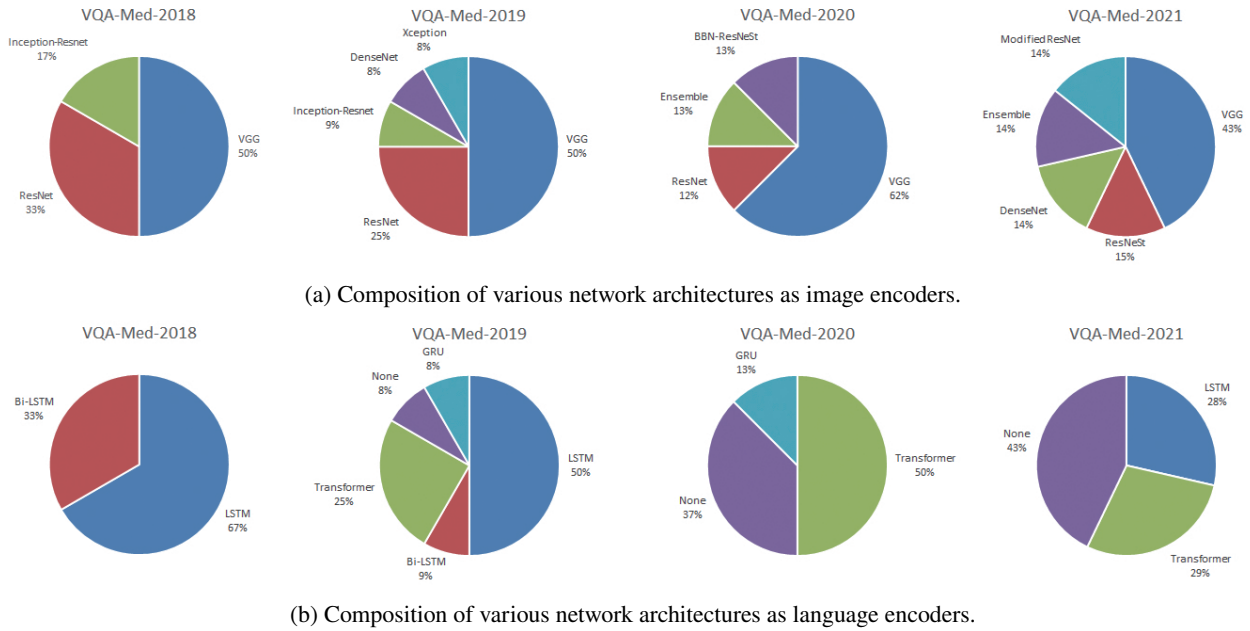 VQA-Med-2018
Inception-Resnet
17%
VGG
50%
ResNet
33%
VQA-Med-2019
Xception
8%
DenseNet
8%
Inception-Resnet
9%
VGG
50%
ResNet
25%
VQA-Med-2020
BBN-ResNeSt
13%
Ensemble
13%
ResNet
12%
VGG
62%
VQA-Med-2021
ModifiedResNet
14%
VGG
43%
Ensemble
14%
DenseNet
14%
ResNeSt
15%
(a) Composition of various network architectures as image encoders.
VQA-Med-2018
Bi-LSTM
33%
LSTM
67%
VQA-Med-2019
GRU
8%
None
8%
LSTM
50%
Transformer
25%
Bi-LSTM
9%
VQA-Med-2020
GRU
13%
Transformer
50%
None
37%
VQA-Med-2021
LSTM
28%
None
43%
Transformer
29%
(b) Composition of various network architectures as language encoders.